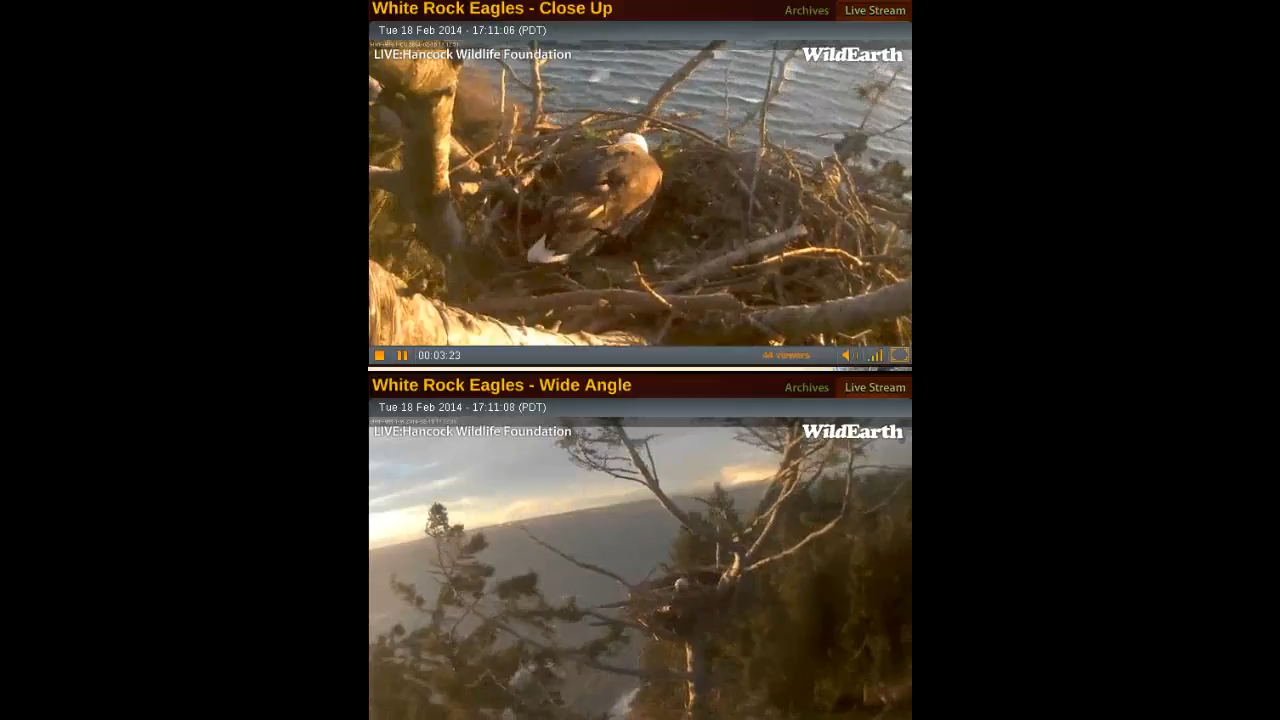 White Rock Eagles - Close Up
Archives
Live Stream
Tue 18 Feb 2014 - 17:11:06 (PDT)
LIVE:Hancock Wildlife Foundation
WildEarth
00:03:23
44 viewers
White Rock Eagles - Wide Angle
Archives
Live Stream
Tue 18 Feb 2014 - 17:11:08 (PDT)
LIVE:Hancock Wildlife Foundation
WildEarth